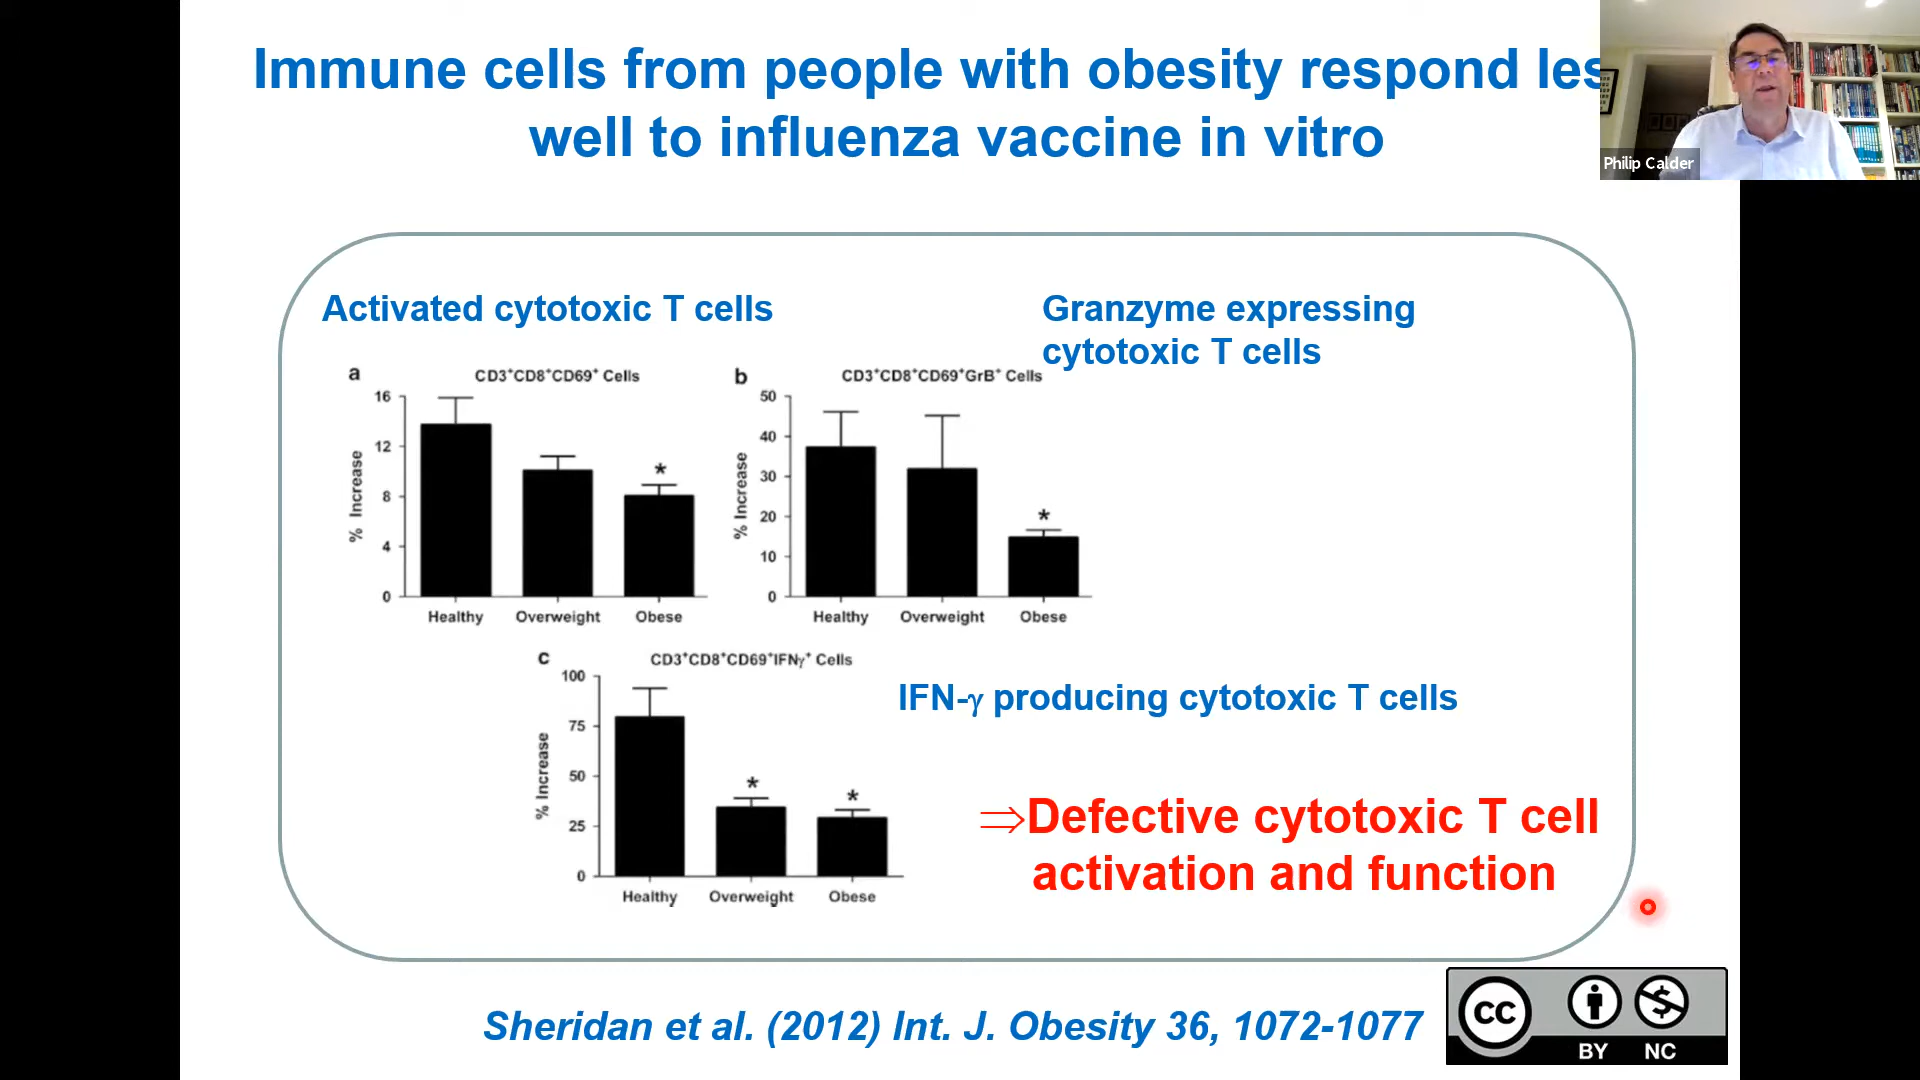 Immune cells from people with obesity respond les
well to influenza vaccine in vitro
Philip Calder
Activated cytotoxic T cells
Granzyme expressing
cytotoxic T cells
a
CD3⁺CD8⁺CD69⁺ Cells
% Increase
16
12
8
4
0
*
Healthy
Overweight
Obese
b
CD3⁺CD8⁺CD69⁺GrB⁺ Cells
% Increase
50
40
30
20
10
0
*
Healthy
Overweight
Obese
c
CD3⁺CD8⁺CD69⁺IFNγ⁺ Cells
% Increase
100
75
50
25
0
*
*
Healthy
Overweight
Obese
IFN-γ producing cytotoxic T cells
⇒Defective cytotoxic T cell
activation and function
Sheridan et al. (2012) Int. J. Obesity 36, 1072-1077
CC
BY NC